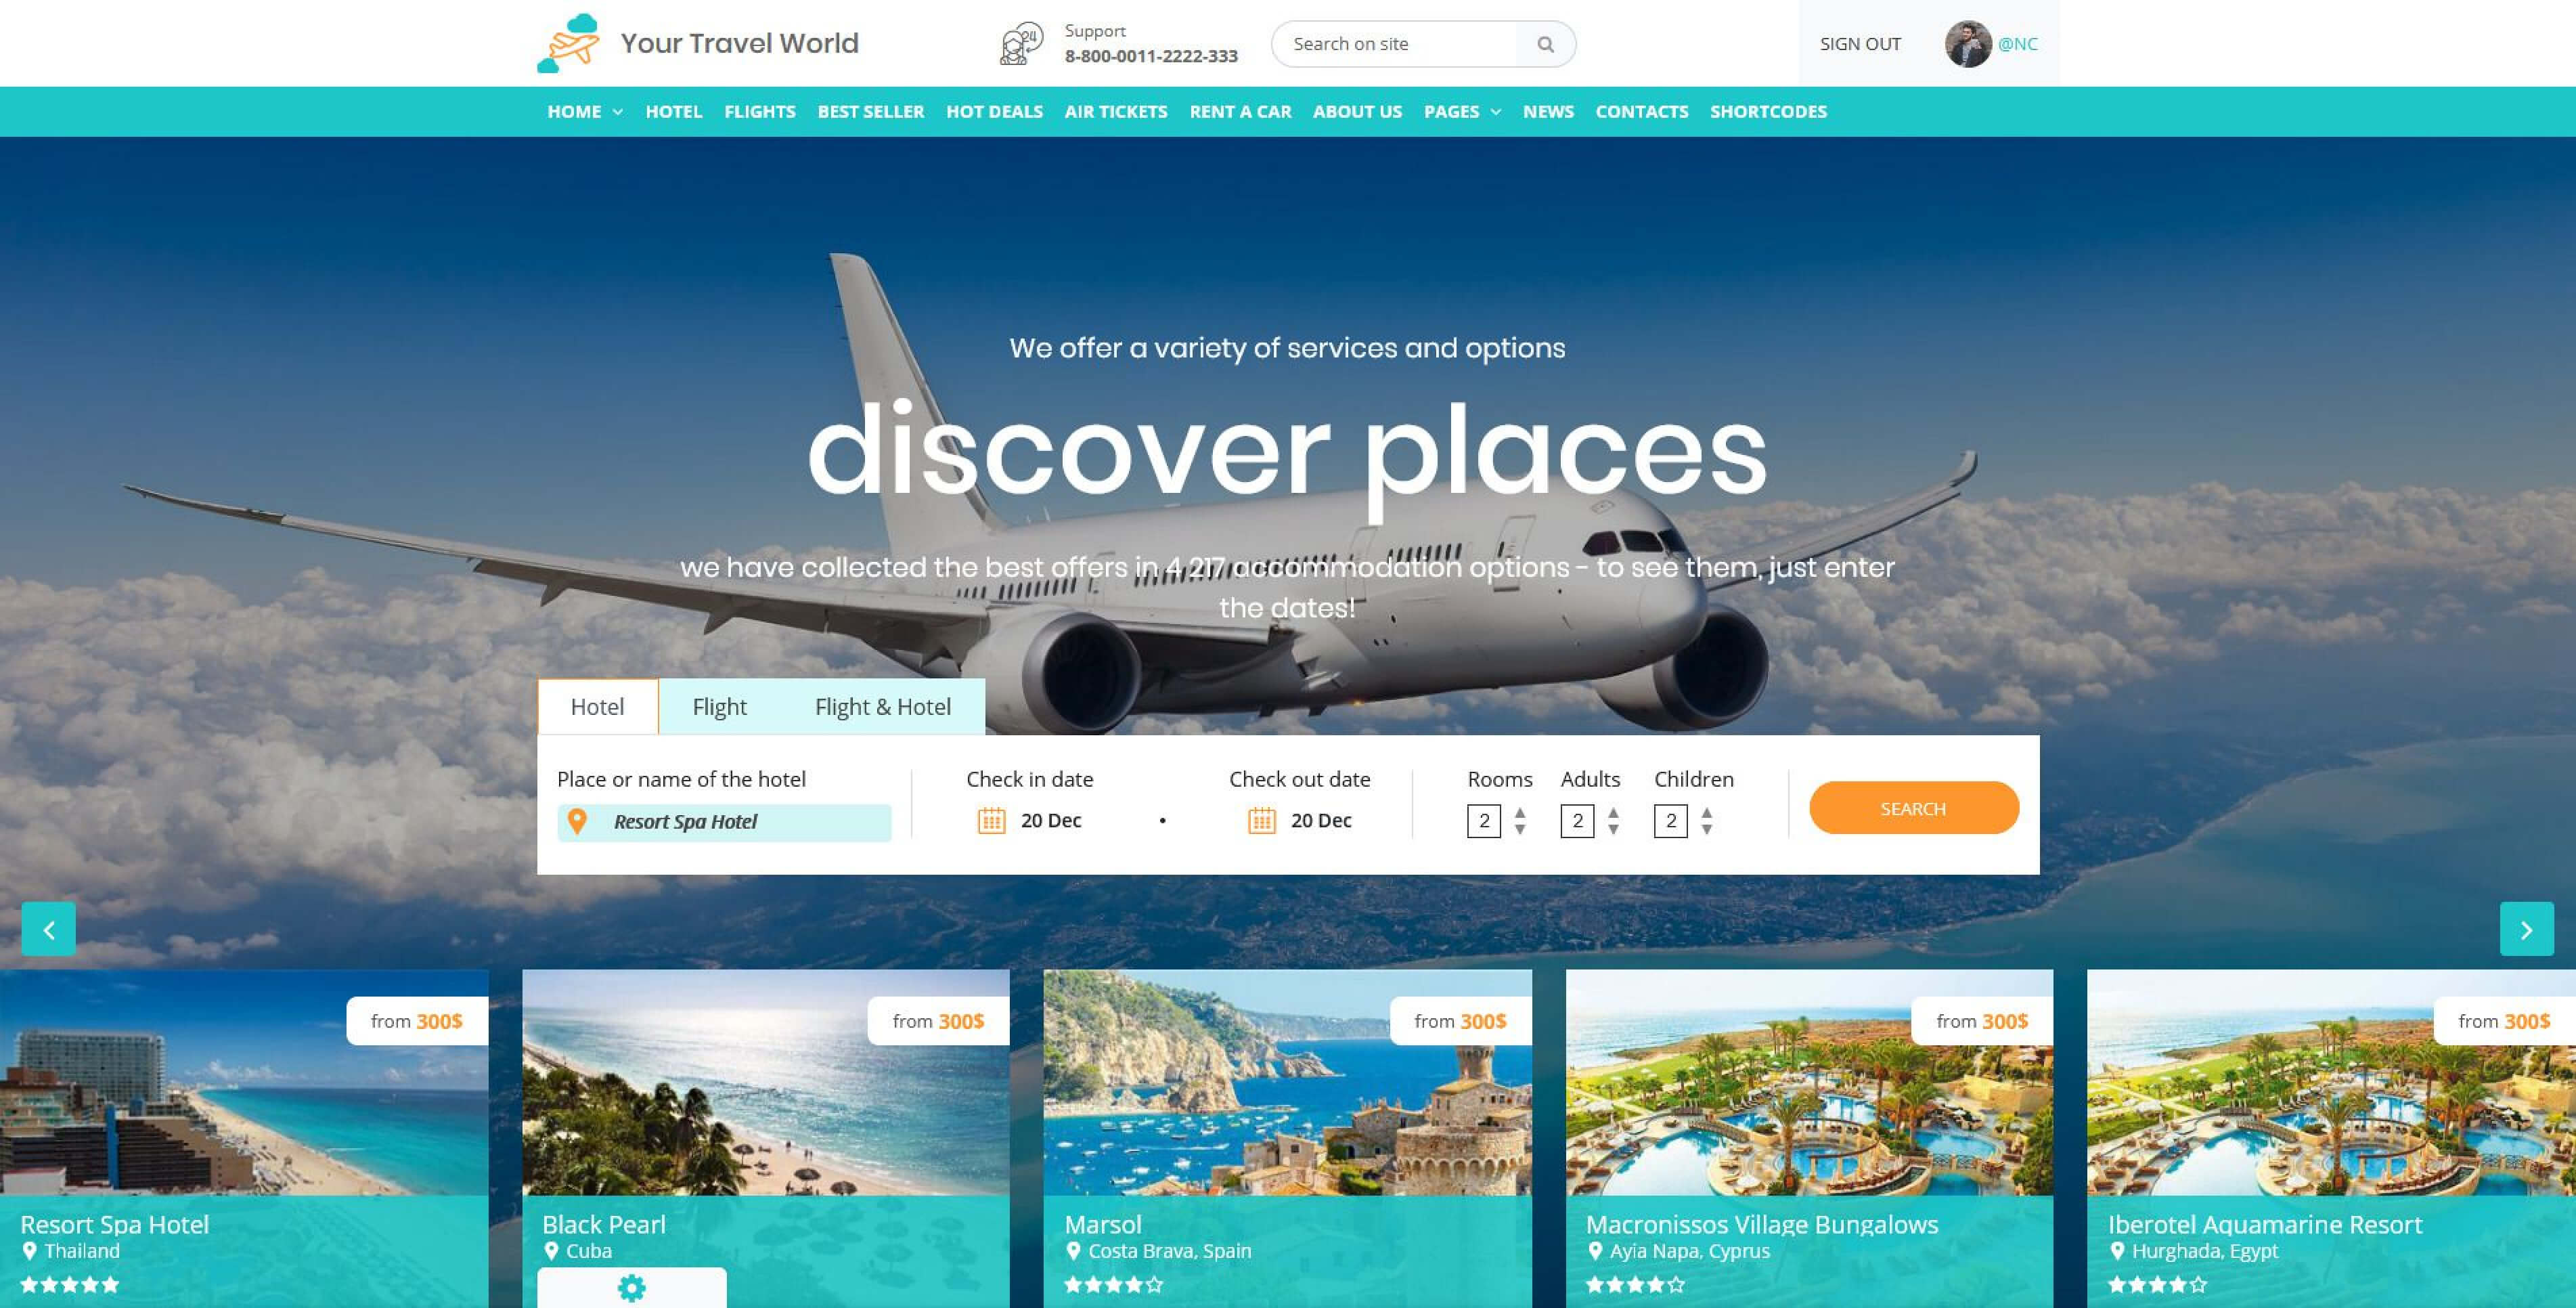 Your Travel World
24
Support
8-800-0011-2222-333
Search on site
SIGN OUT
@NC
HOME HOTEL FLIGHTS BEST SELLER HOT DEALS AIR TICKETS RENT A CAR ABOUT US PAGES NEWS CONTACTS SHORTCODES
We offer a variety of services and options
discover places
we have collected the best offers in 4 217 accommodation options - to see them, just enter
the dates!
Hotel Flight Flight & Hotel
Place or name of the hotel
Resort Spa Hotel
Check in date
20 Dec
•
Check out date
20 Dec
Rooms Adults Children
2 2 2
SEARCH
from 300$
Resort Spa Hotel
Thailand
from 300$
Black Pearl
Cuba
from 300$
Marsol
Costa Brava, Spain
from 300$
Macronissos Village Bungalows
Ayia Napa, Cyprus
from 300$
Iberotel Aquamarine Resort
Hurghada, Egypt